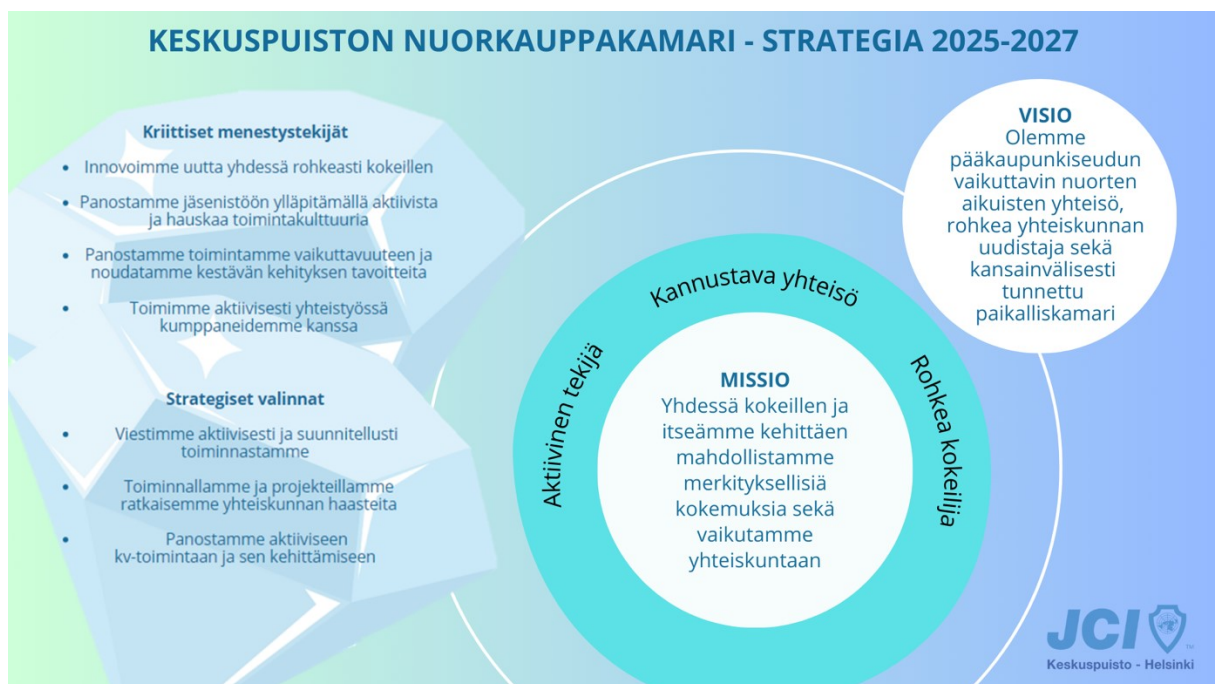 KESKUSPUISTON NUORKAUPPAKAMARI - STRATEGIA 2025-2027
Kriittiset menestystekijät
• Innovoimme uutta yhdessä rohkeasti kokeillen
• Panostamme jäsenistöön ylläpitämällä aktiivista
ja hauskaa toimintakulttuuria
• Panostamme toimintamme vaikuttavuuteen ja
noudatamme kestävän kehityksen tavoitteita
• Toimimme aktiivisesti yhteistyössä
kumppaneidemme kanssa
Strategiset valinnat
• Viestimme aktiivisesti ja suunnitellusti
toiminnastamme
• Toiminnallamme ja projekteillamme
ratkaisemme yhteiskunnan haasteita
• Panostamme aktiiviseen
kv-toimintaan ja sen kehittämiseen
Aktiivinen tekijä
Kannustava yhteisö
Rohkea kokeilija
MISSIO
Yhdessä kokeillen ja
itseämme kehittäen
mahdollistamme
merkityksellisiä
kokemuksia sekä
vaikutamme
yhteiskuntaan
VISIO
Olemme
pääkaupunkiseudun
vaikuttavin nuorten
aikuisten yhteisö,
rohkea yhteiskunnan
uudistaja sekä
kansainvälisesti
tunnettu
paikalliskamari
JCI
TM
Keskuspuisto - Helsinki